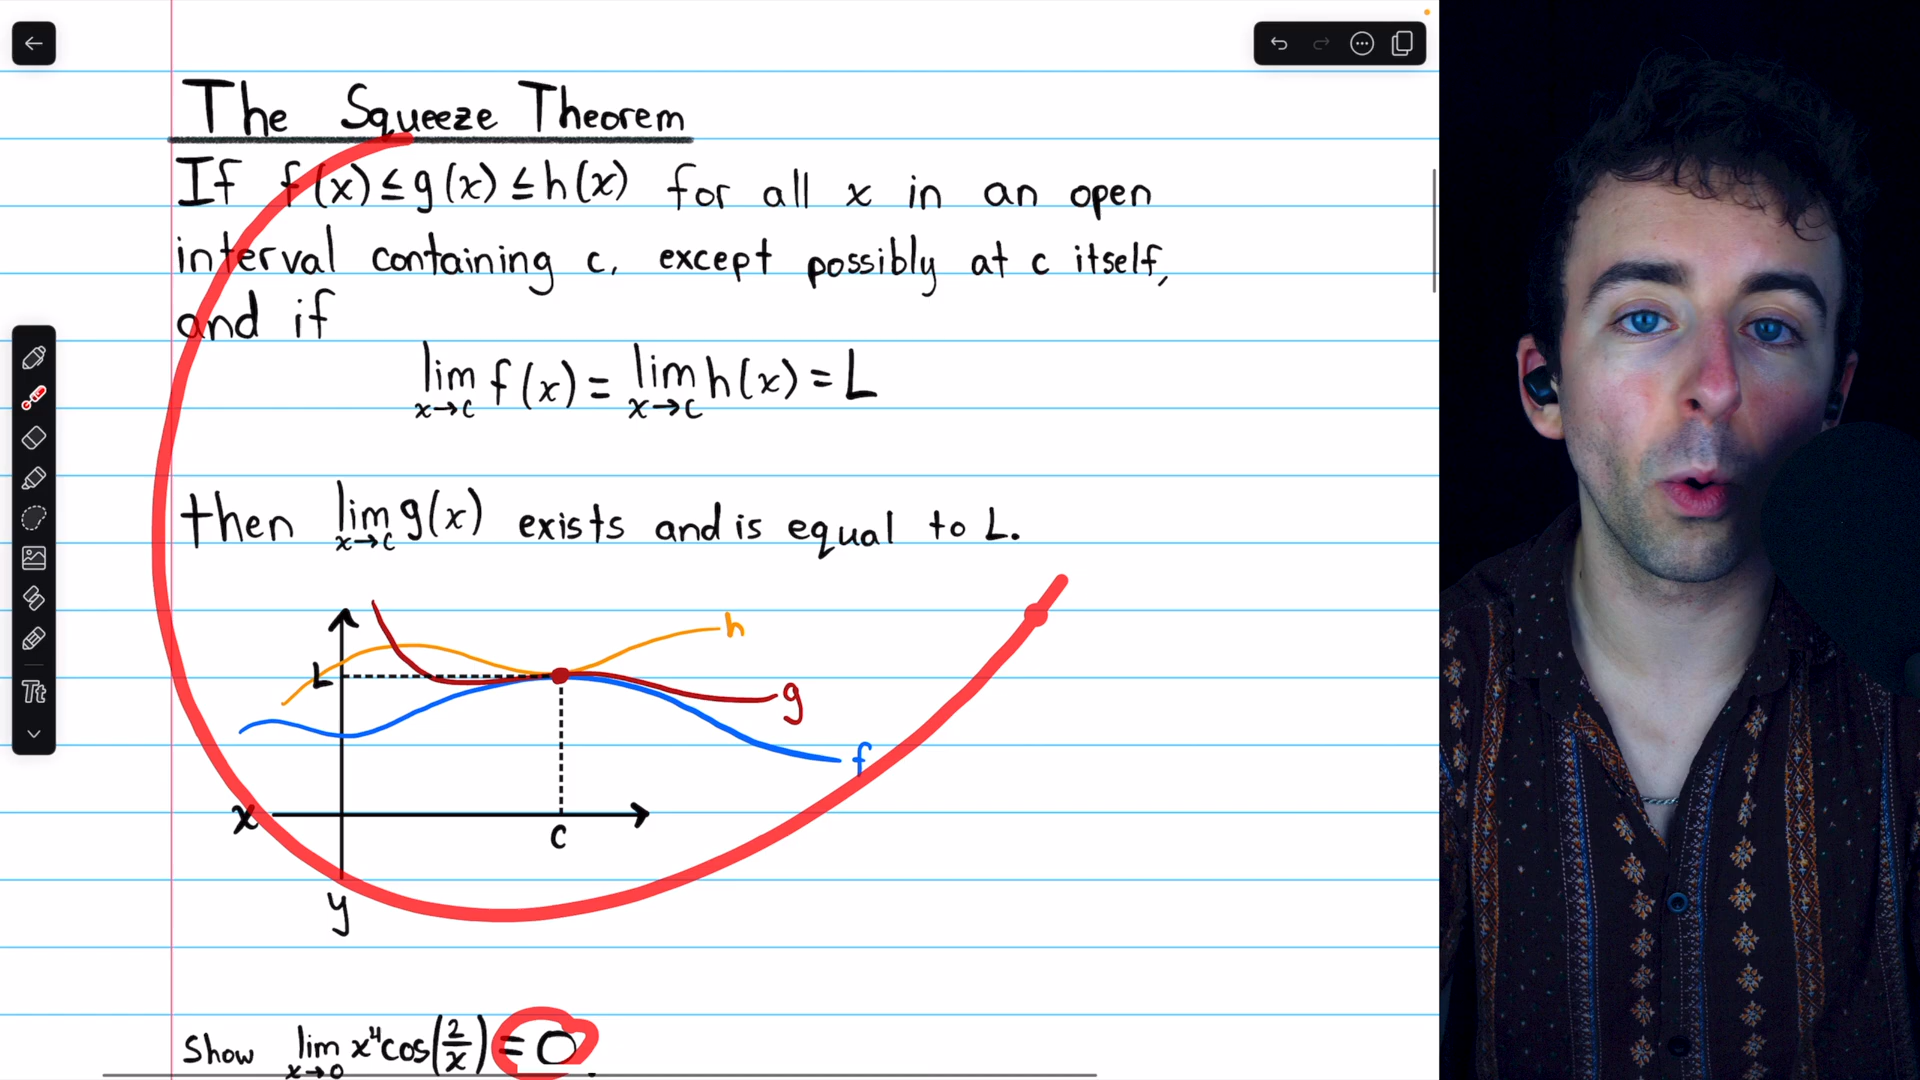 The Squeeze Theorem
If f(x)≤g(x)≤h(x) for all x in an open
interval containing c, except possibly at c itself,
and if
lim x→c f(x) = lim x→c h(x) = L
then lim x→c g(x) exists and is equal to L.
h
L
g
f
x
c
y
Show lim x→0 x⁴cos(2/x) = 0.
Tt